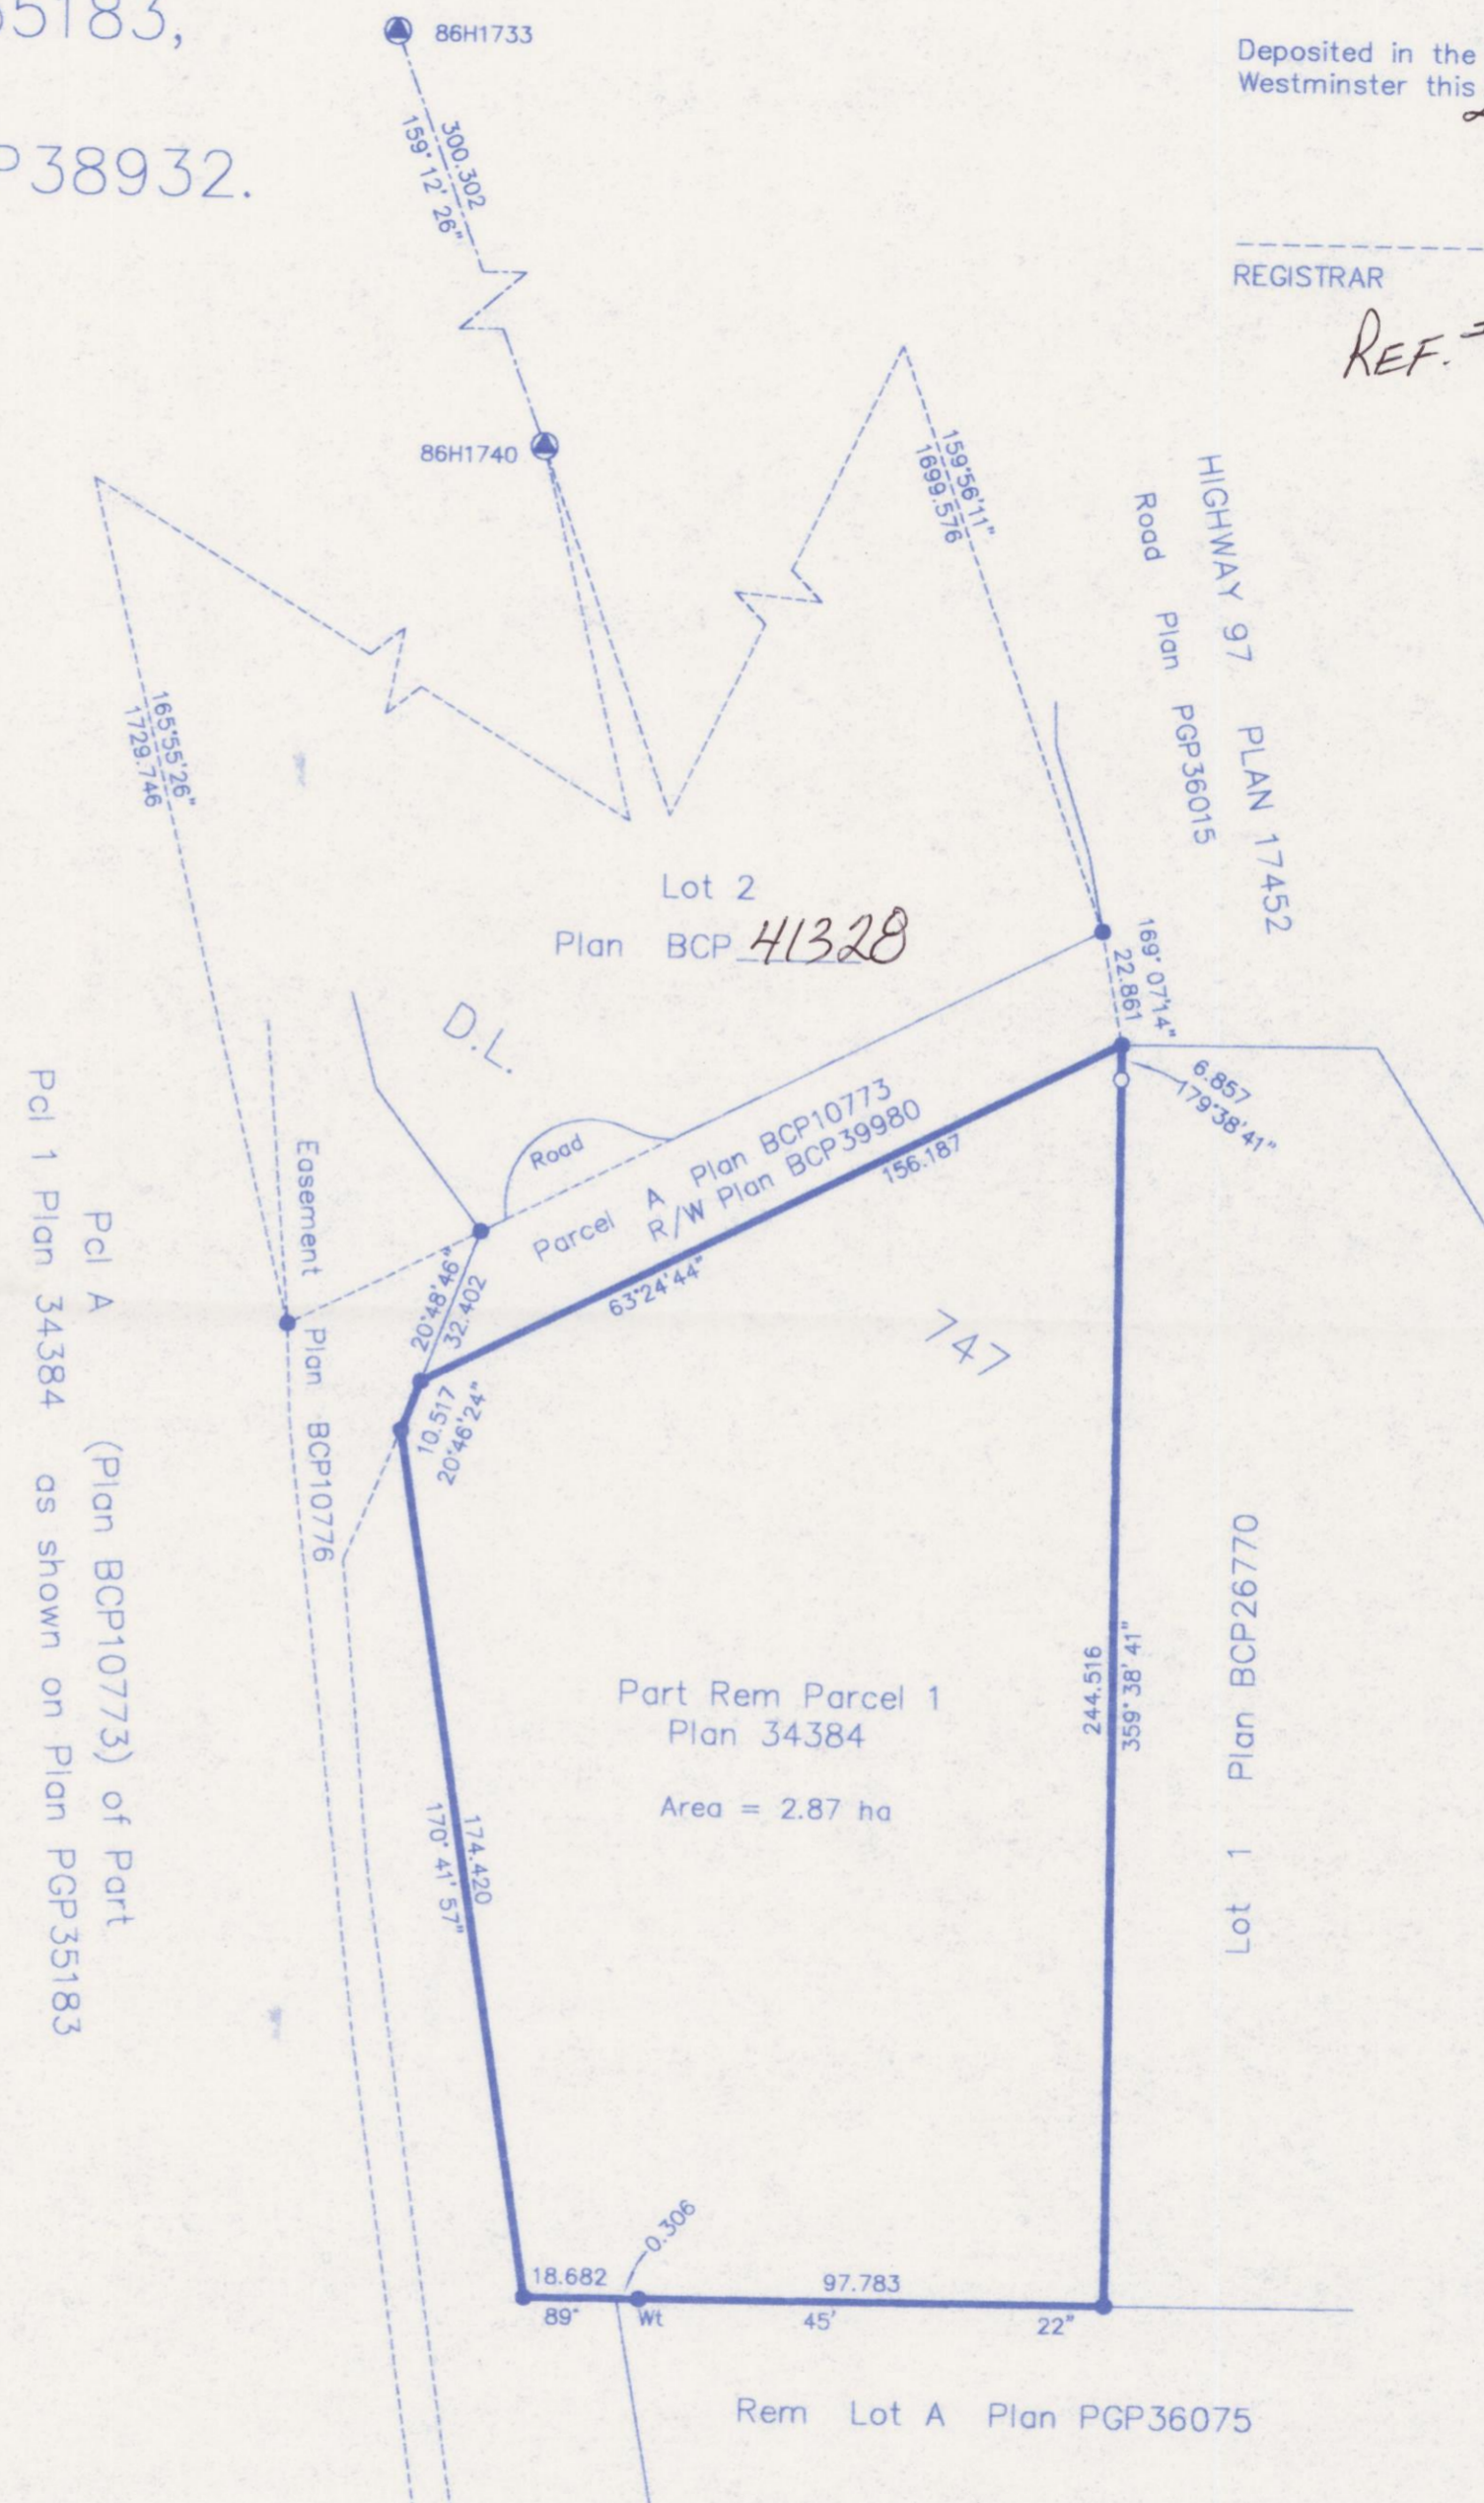 35183,
P38932.
86H1733
300.302
159° 12' 26"
Deposited in the
Westminster this
REGISTRAR
REF.
86H1740
159°56'11"
1699.576
HIGHWAY 97 PLAN 17452
Road Plan PGP36015
165°55'26"
1729.746
Lot 2
Plan BCP 41328
D.L.
169° 07'14"
22.861
6.857
179°38'41"
Road
Parcel A Plan BCP10773
R/W Plan BCP39980
156.187
63°24'44"
20°48'46"
32.402
10.517
20°46'24"
747
Easement Plan BCP10776
Pcl A (Plan BCP10773) of Part
Pcl 1 Plan 34384 as shown on Plan PGP35183
Part Rem Parcel 1
Plan 34384
Area = 2.87 ha
244.516
359° 38' 41"
Lot 1 Plan BCP26770
174.420
170° 41' 57"
0.306
18.682
97.783
89° Wt 45' 22"
Rem Lot A Plan PGP36075